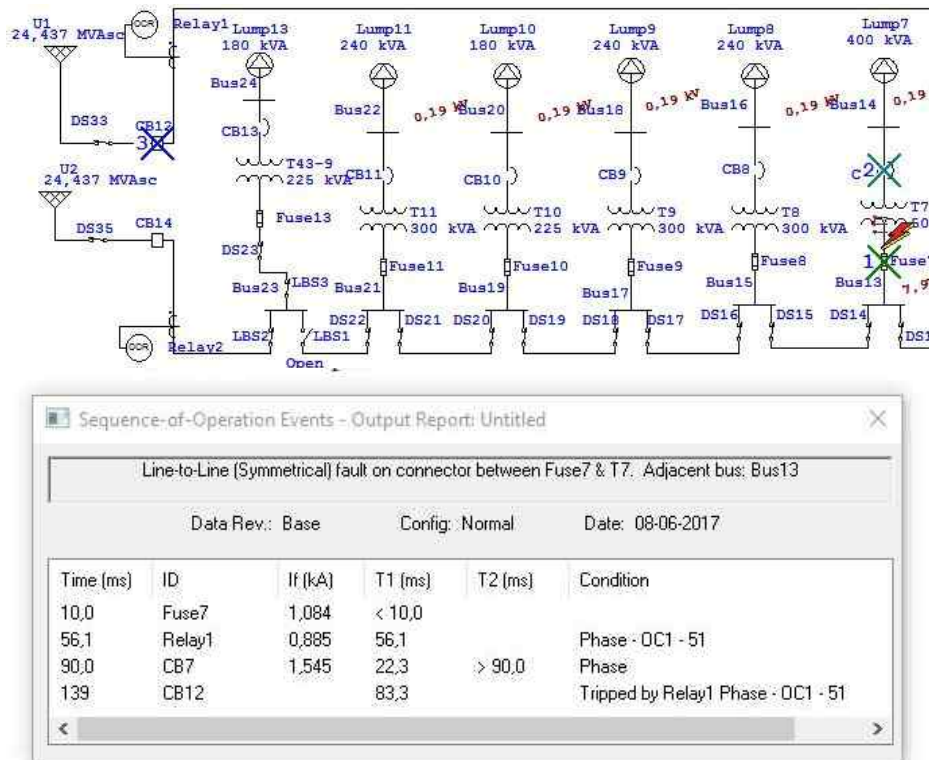 U1
24,437 MVAsc
OCR
Relay1
Lump13
180 kVA
Lump11
240 kVA
Lump10
180 kVA
Lump9
240 kVA
Lump8
240 kVA
Lump7
400 kVA
Bus24
Bus22
0,19 kV
Bus20
0,19 kV
Bus18
0,19 kV
Bus16
0,19 kV
Bus14
0,19
DS33
CB12
3
CB13
CB11
CB10
CB9
CB8
C
2
U2
24,437 MVAsc
T43-9
225 kVA
T11
300 kVA
T10
225 kVA
T9
300 kVA
T8
300 kVA
T7
DS35
CB14
Fuse13
DS23
Fuse11
Fuse10
Fuse9
Fuse8
1
Bus23
LBS3
Bus21
Bus19
Bus17
Bus15
Bus13
7,9
OCR
Relay2
LBS2
LBS1
DS22
DS21
DS20
DS19
DS18
DS17
DS16
DS15
DS14
DS1
Open
Sequence-of-Operation Events - Output Report: Untitled
Line-to-Line (Symmetrical) fault on connector between Fuse7 & T7. Adjacent bus: Bus13
Data Rev.: Base Config: Normal Date: 08-06-2017
Time (ms) ID If (kA) T1 (ms) T2 (ms) Condition
10,0 Fuse7 1,084 < 10,0
56,1 Relay1 0,885 56,1 Phase - OC1 - 51
90,0 CB7 1,545 22,3 > 90,0 Phase
139 CB12 83,3 Tripped by Relay1 Phase - OC1 - 51